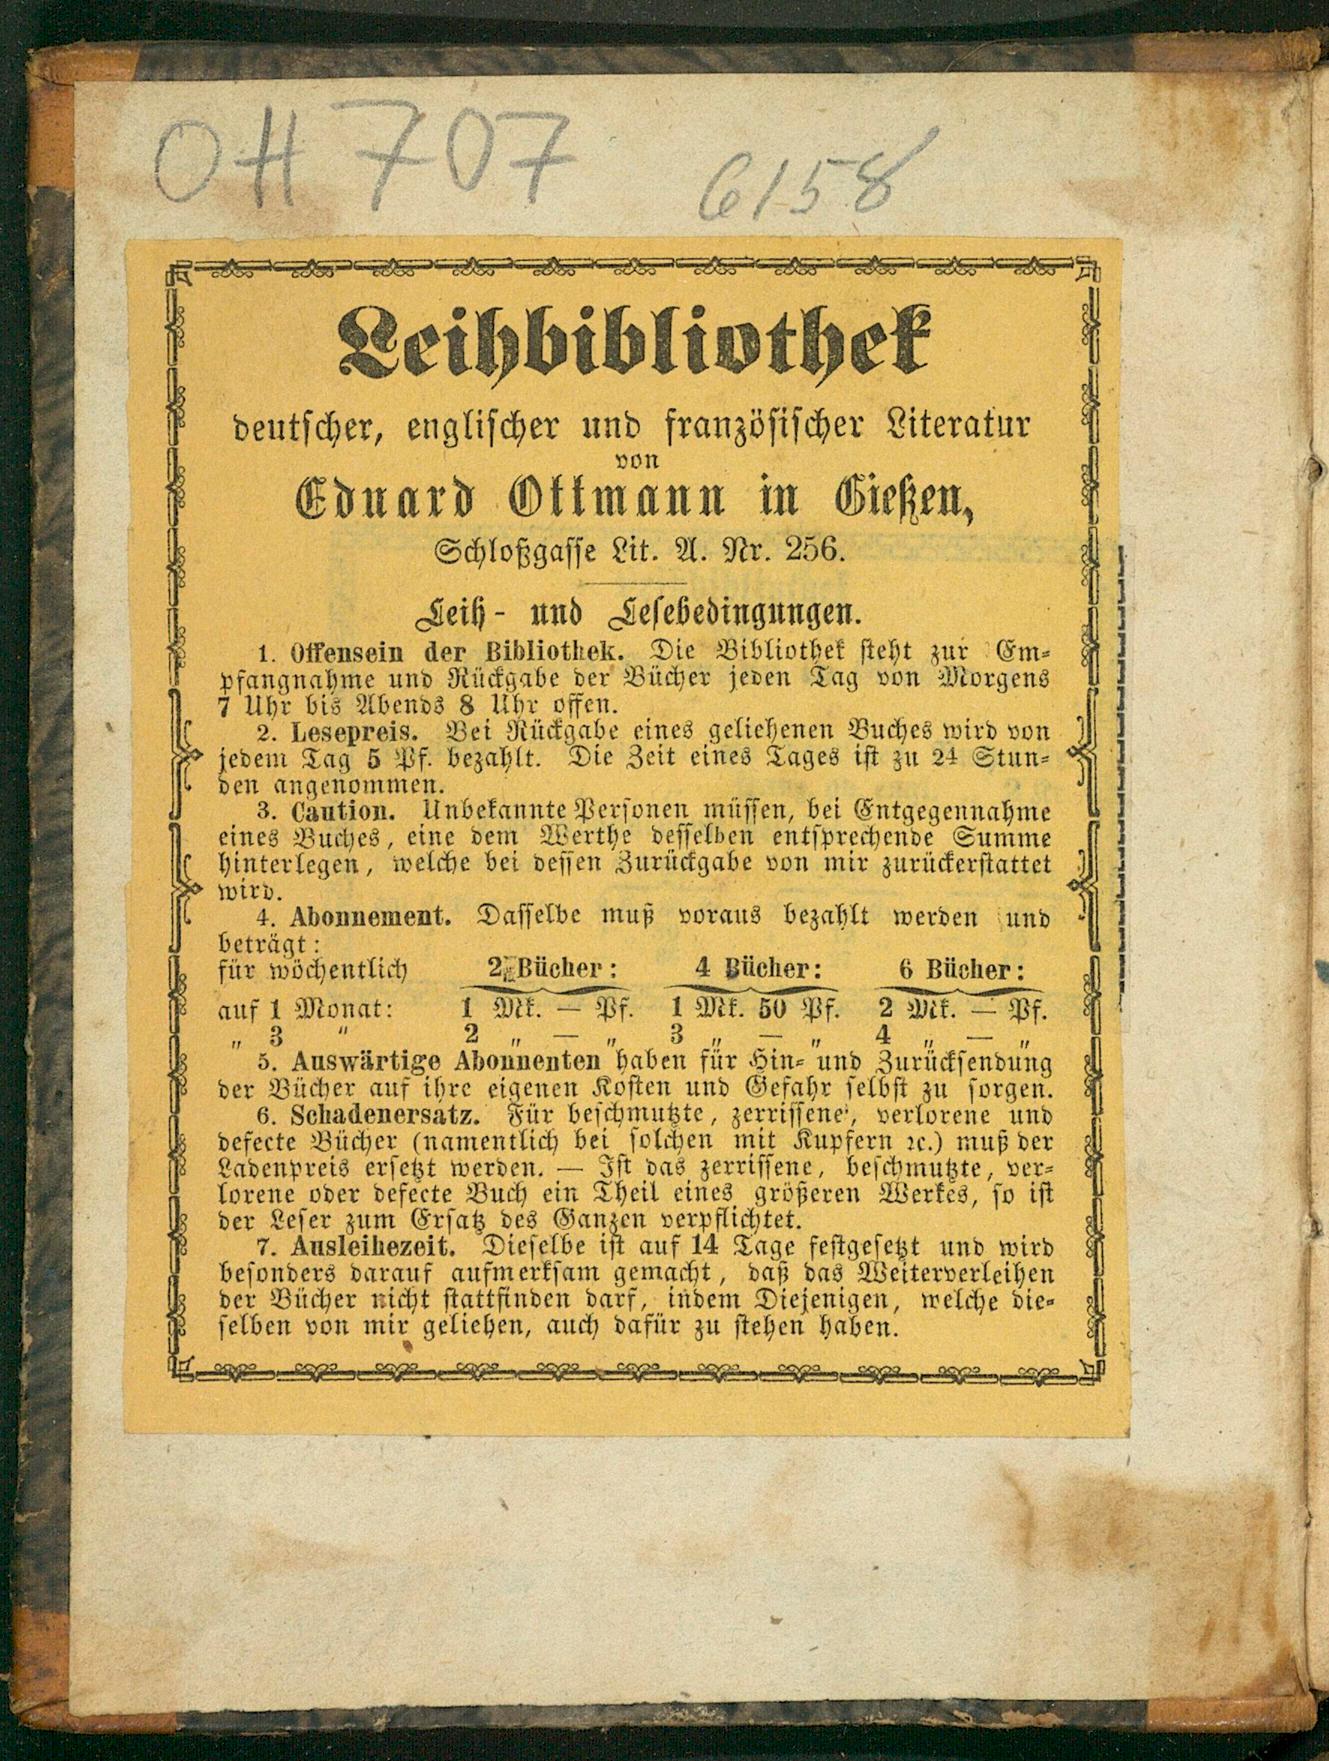 OH 707 6158
Leihbibliothek
deutscher, englischer und französischer Literatur
von
Eduard Ottmann in Gießen,
Schloßgasse Lit. A. Nr. 256.
Leih- und Lesebedingungen.
1. Offensein der Bibliothek. Die Bibliothek steht zur Em-
pfangnahme und Rückgabe der Bücher jeden Tag von Morgens
7 Uhr bis Abends 8 Uhr offen.
2. Lesepreis. Bei Rückgabe eines geliehenen Buches wird von
jedem Tag 5 Pf. bezahlt. Die Zeit eines Tages ist zu 24 Stun-
den angenommen.
3. Caution. Unbekannte Personen müssen, bei Entgegennahme
eines Buches, eine dem Werthe desselben entsprechende Summe
hinterlegen, welche bei dessen Zurückgabe von mir zurückerstattet
wird.
4. Abonnement. Dasselbe muß voraus bezahlt werden und
beträgt:
für wöchentlich 2 Bücher: 4 Bücher: 6 Bücher:
auf 1 Monat: 1 Mk. — Pf. 1 Mk. 50 Pf. 2 Mk. — Pf.
„ 3 „ 2 „ — „ 3 „ — „ 4 „ — „
5. Auswärtige Abonnenten haben für Hin- und Zurücksendung
der Bücher auf ihre eigenen Kosten und Gefahr selbst zu sorgen.
6. Schadenersatz. Für beschmutzte, zerrissene, verlorene und
defecte Bücher (namentlich bei solchen mit Kupfern ꝛc.) muß der
Ladenpreis ersetzt werden. — Ist das zerrissene, beschmutzte, ver-
lorene oder defecte Buch ein Theil eines größeren Werkes, so ist
der Leser zum Ersatz des Ganzen verpflichtet.
7. Ausleihezeit. Dieselbe ist auf 14 Tage festgesetzt und wird
besonders darauf aufmerksam gemacht, daß das Weiterverleihen
der Bücher nicht stattfinden darf, indem Diejenigen, welche die-
selben von mir geliehen, auch dafür zu stehen haben.